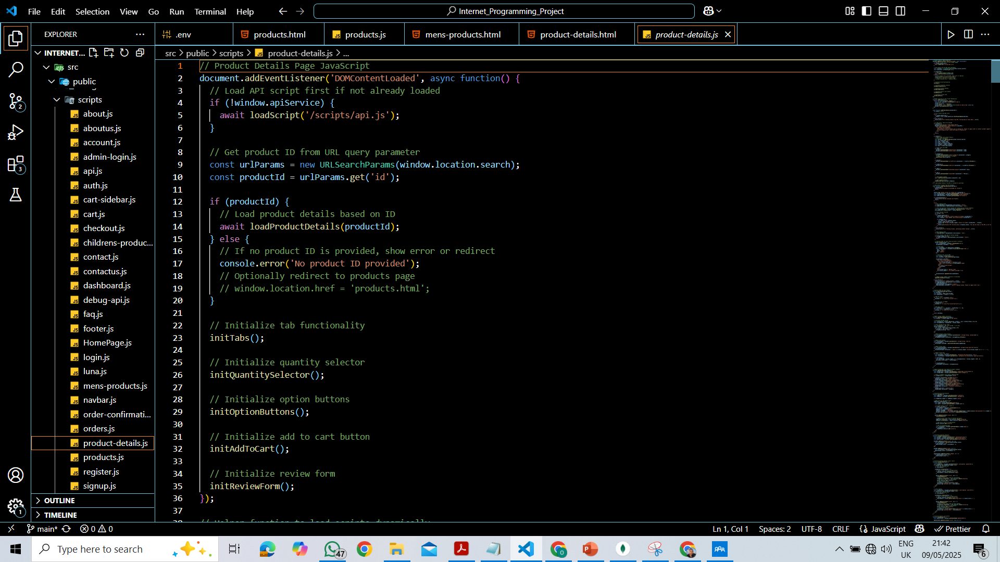 File Edit Selection View Go Run Terminal Help
Internet_Programming_Project
EXPLORER
.env
products.html
products.js
mens-products.html
product-details.html
product-details.js
INTERNET...
src
public
scripts
about.js
aboutus.js
account.js
admin-login.js
api.js
auth.js
cart-sidebar.js
cart.js
checkout.js
childrens-produc...
contact.js
contactus.js
dashboard.js
debug-api.js
faq.js
footer.js
HomePage.js
login.js
luna.js
mens-products.js
navbar.js
order-confirmati...
orders.js
product-details.js
products.js
register.js
signup.js
OUTLINE
TIMELINE
2
3
1
src > public > scripts > product-details.js > ...
1 // Product Details Page JavaScript
2 document.addEventListener('DOMContentLoaded', async function() {
3 // Load API script first if not already loaded
4 if (!window.apiService) {
5 await loadScript('/scripts/api.js');
6 }
7
8 // Get product ID from URL query parameter
9 const urlParams = new URLSearchParams(window.location.search);
10 const productId = urlParams.get('id');
11
12 if (productId) {
13 // Load product details based on ID
14 await loadProductDetails(productId);
15 } else {
16 // If no product ID is provided, show error or redirect
17 console.error('No product ID provided');
18 // Optionally redirect to products page
19 // window.location.href = 'products.html';
20 }
21
22 // Initialize tab functionality
23 initTabs();
24
25 // Initialize quantity selector
26 initQuantitySelector();
27
28 // Initialize option buttons
29 initOptionButtons();
30
31 // Initialize add to cart button
32 initAddToCart();
33
34 // Initialize review form
35 initReviewForm();
36 });
37
38 // Helper function to load scripts dynamically
main* 0 0
Ln 1, Col 1 Spaces: 2 UTF-8 CRLF JavaScript Prettier
Type here to search
47
ENG
UK
21:42
09/05/2025
6